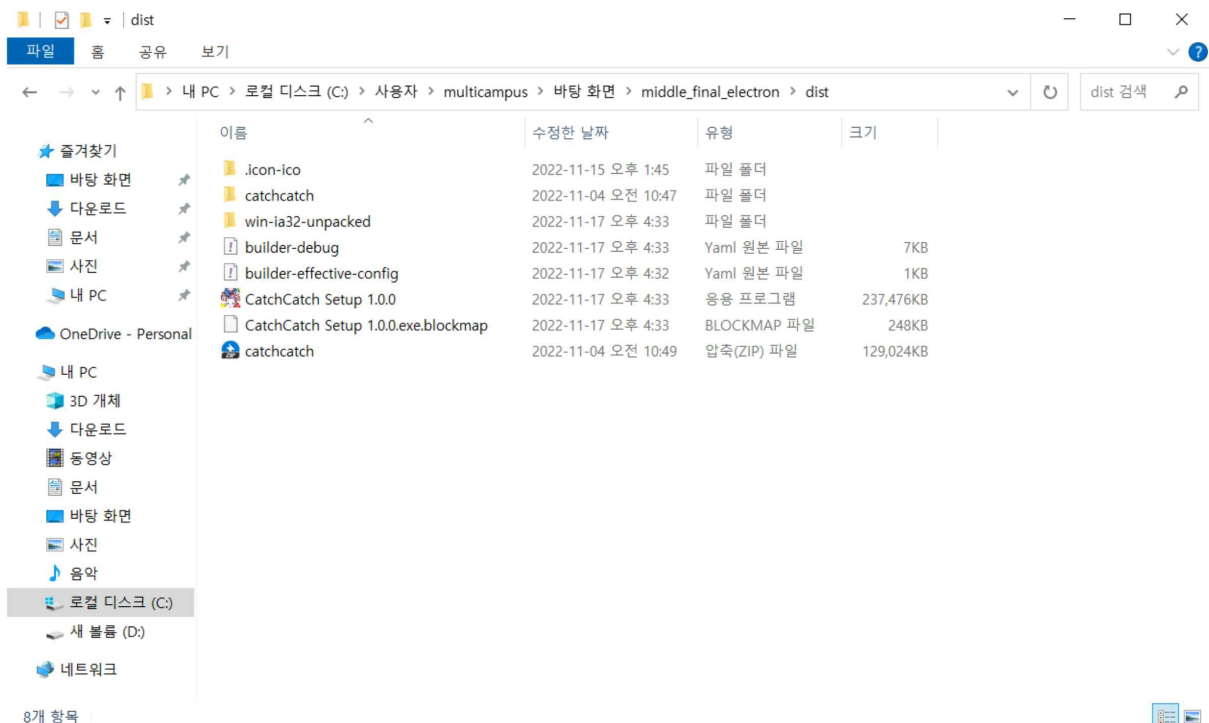 dist
파일 홈 공유 보기
내 PC > 로컬 디스크 (C:) > 사용자 > multicampus > 바탕 화면 > middle_final_electron > dist
dist 검색
이름 수정한 날짜 유형 크기
.icon-ico 2022-11-15 오후 1:45 파일 폴더
catchcatch 2022-11-04 오전 10:47 파일 폴더
win-ia32-unpacked 2022-11-17 오후 4:33 파일 폴더
builder-debug 2022-11-17 오후 4:33 Yaml 원본 파일 7KB
builder-effective-config 2022-11-17 오후 4:32 Yaml 원본 파일 1KB
CatchCatch Setup 1.0.0 2022-11-17 오후 4:33 응용 프로그램 237,476KB
CatchCatch Setup 1.0.0.exe.blockmap 2022-11-17 오후 4:33 BLOCKMAP 파일 248KB
catchcatch 2022-11-04 오전 10:49 압축(ZIP) 파일 129,024KB
즐겨찾기
바탕 화면
다운로드
문서
사진
내 PC
OneDrive - Personal
내 PC
3D 개체
다운로드
동영상
문서
바탕 화면
사진
음악
로컬 디스크 (C:)
새 볼륨 (D:)
네트워크
8개 항목